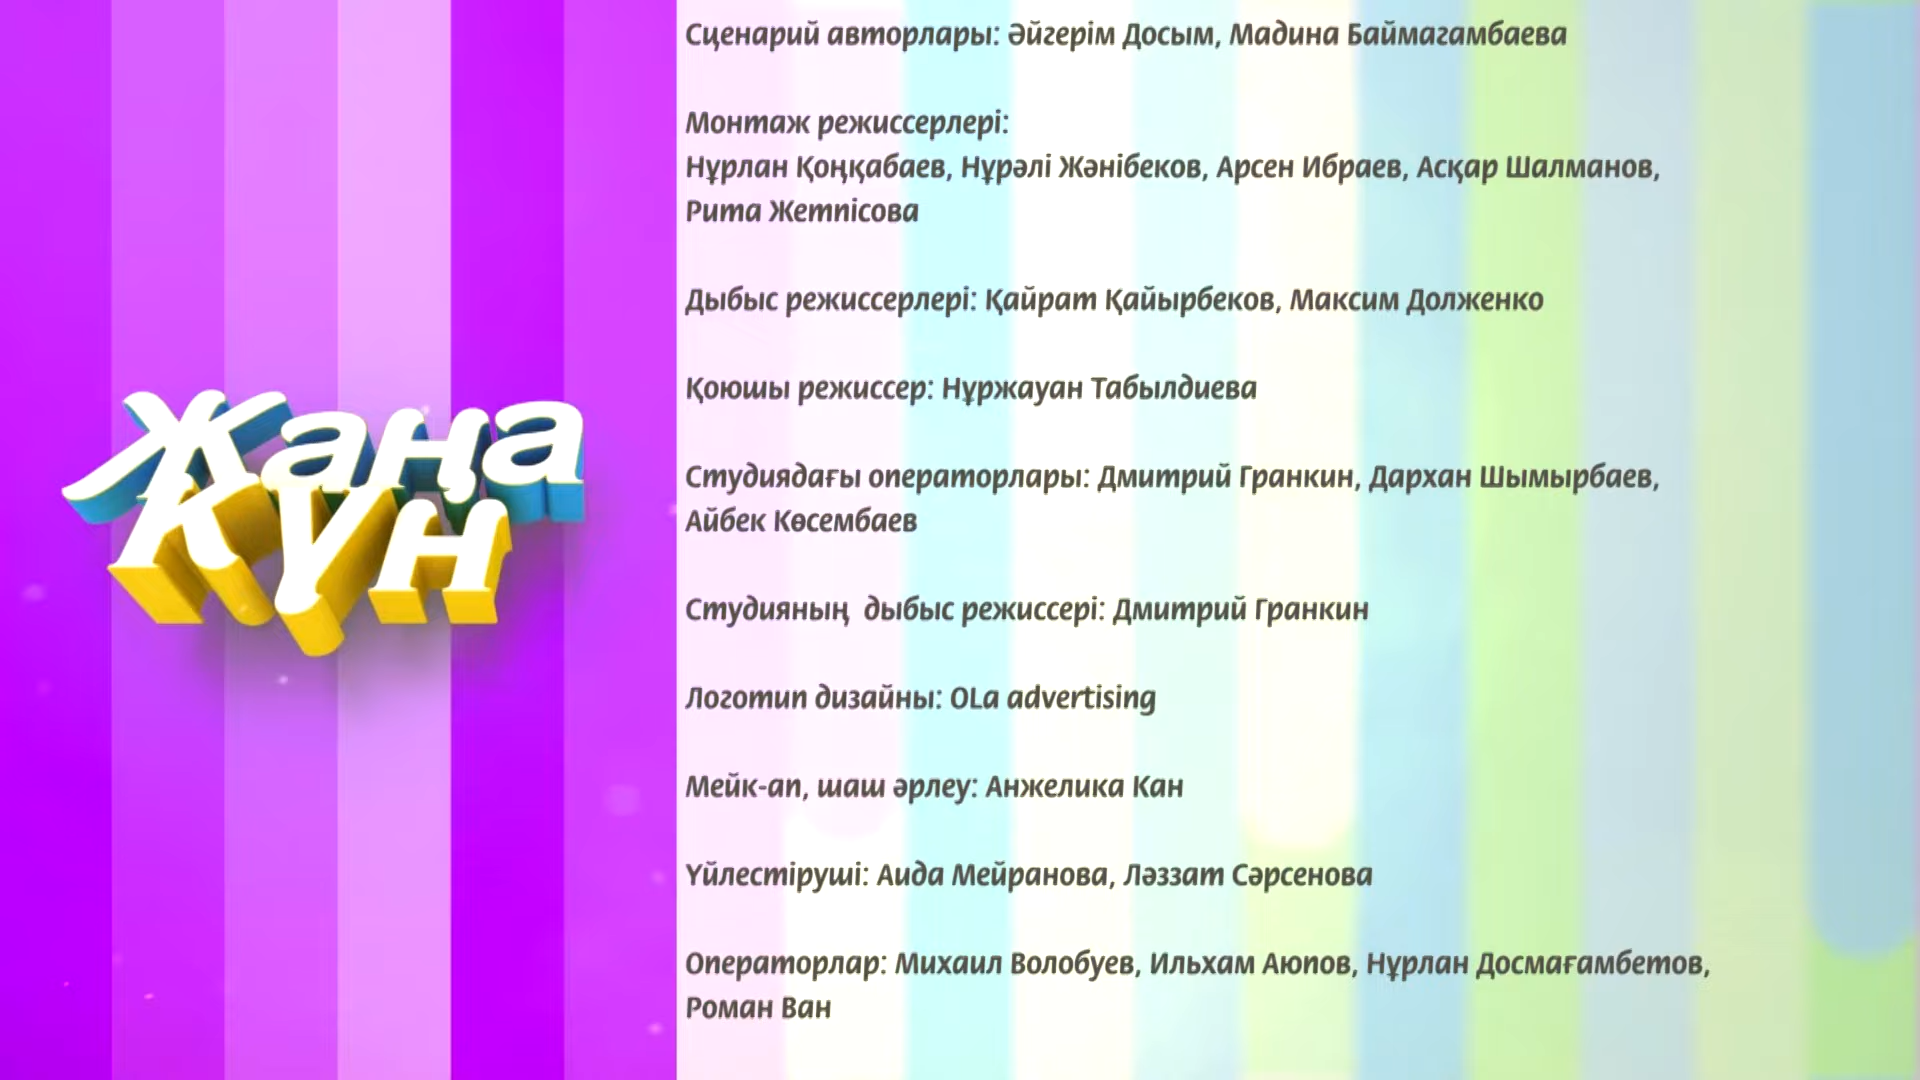 Жаңа
Күн
Сценарий авторлары: Әйгерім Досым, Мадина Баймагамбаева
Монтаж режиссерлері:
Нұрлан Қоңқабаев, Нұрәлі Жәнібеков, Арсен Ибраев, Асқар Шалманов,
Рита Жетпісова
Дыбыс режиссерлері: Қайрат Қайырбеков, Максим Долженко
Қоюшы режиссер: Нұржауан Табылдиева
Студиядағы операторлары: Дмитрий Гранкин, Дархан Шымырбаев,
Айбек Көсембаев
Студияның дыбыс режиссері: Дмитрий Гранкин
Логотип дизайны: OLa advertising
Мейк-ап, шаш әрлеу: Анжелика Кан
Үйлестіруші: Аида Мейранова, Ләззат Сәрсенова
Операторлар: Михаил Волобуев, Ильхам Аюпов, Нұрлан Досмағамбетов,
Роман Ван